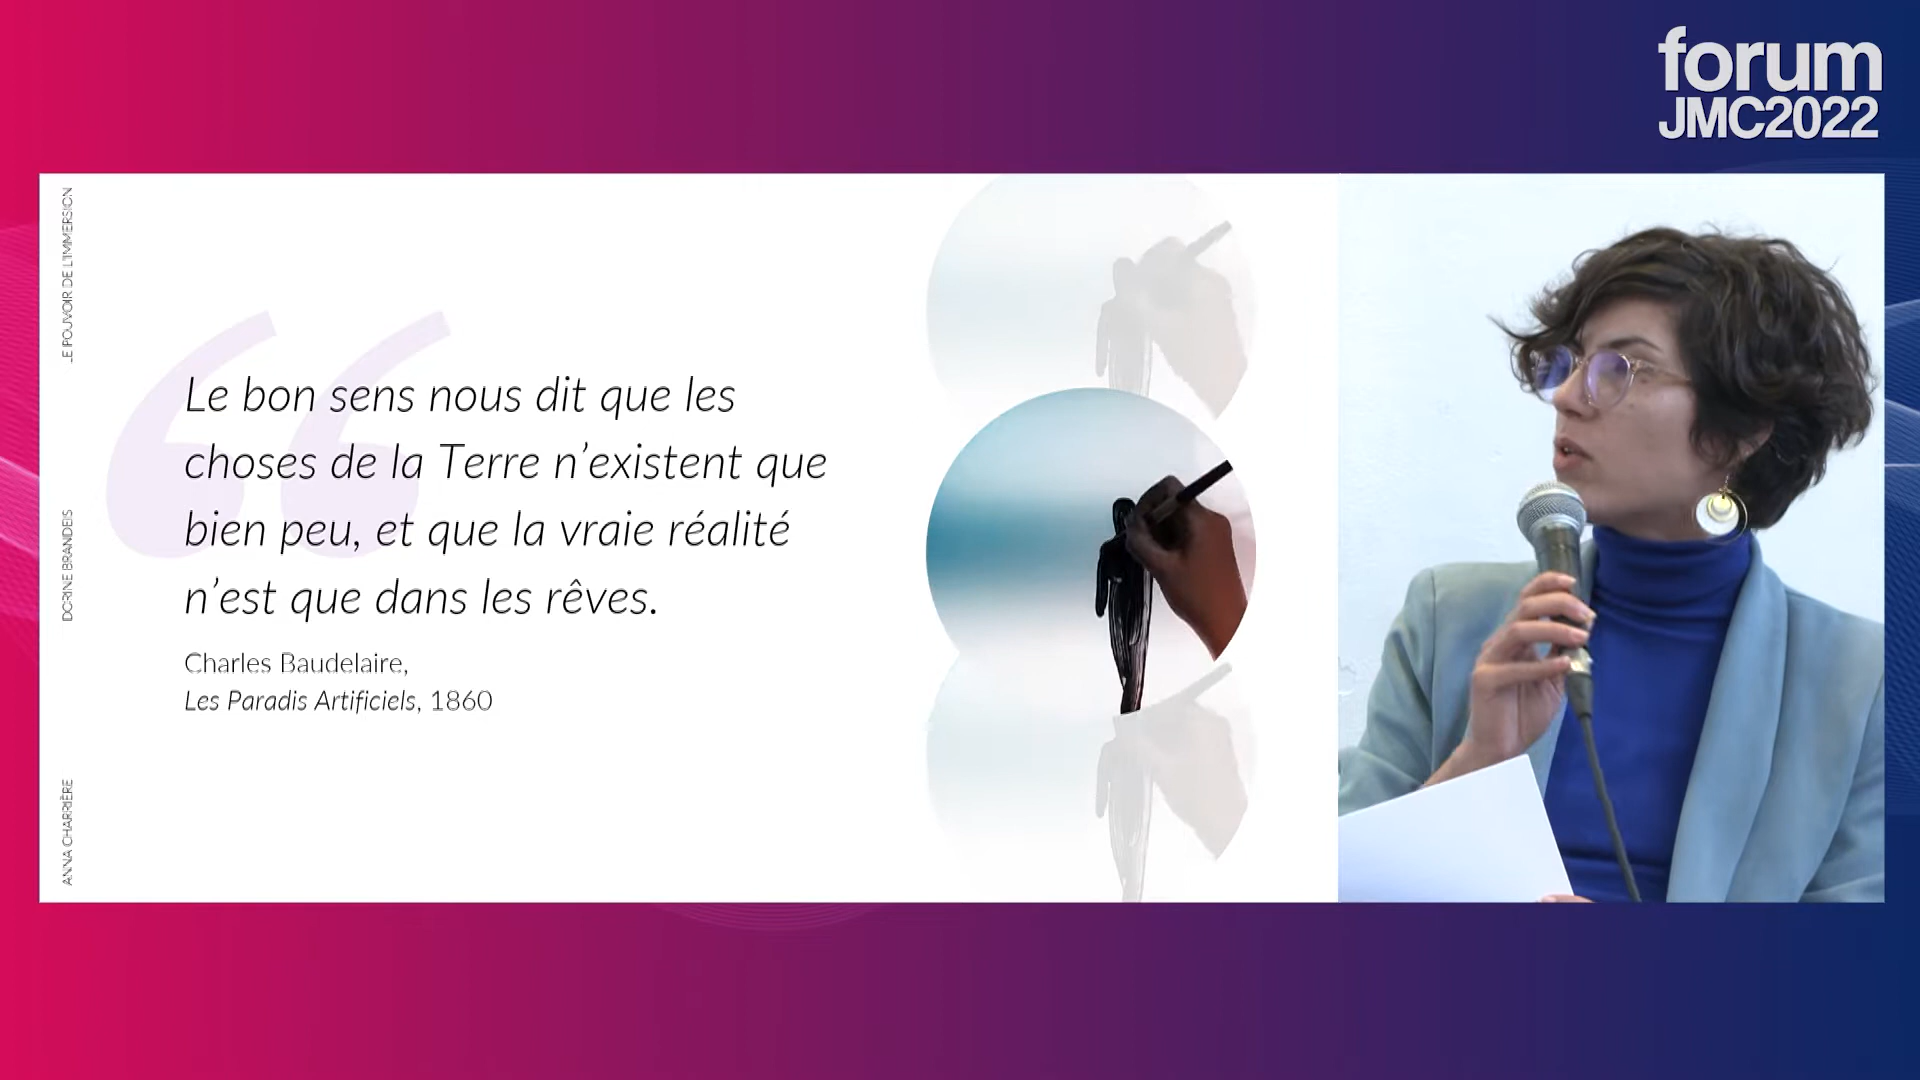 forum
JMC2022
LE POUVOIR DE L'IMMERSION
DORINE BRANDEIS
ANNA CHARRIÈRE
Le bon sens nous dit que les
choses de la Terre n’existent que
bien peu, et que la vraie réalité
n’est que dans les rêves.
Charles Baudelaire,
Les Paradis Artificiels, 1860